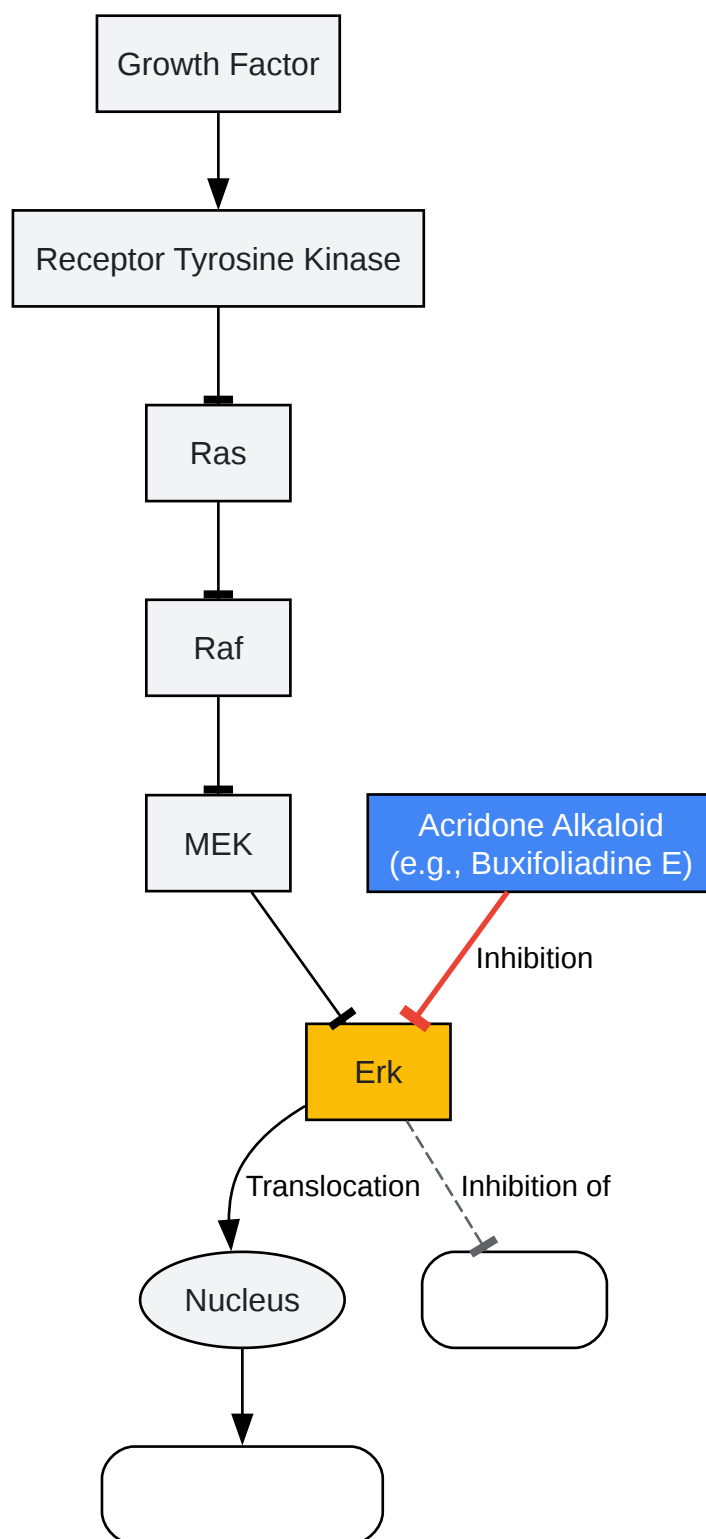 Growth Factor
Receptor Tyrosine Kinase
Ras
Raf
MEK
Acridone Alkaloid
(e.g., Buxifoliadine E)
Inhibition
Erk
Translocation
Inhibition of
Nucleus